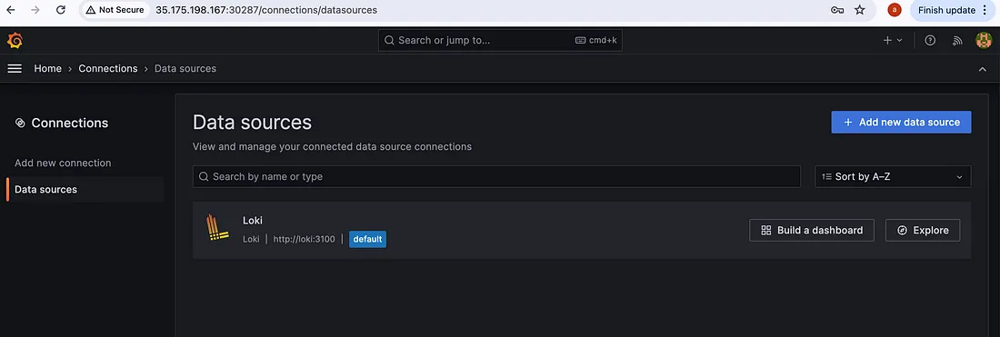 Not Secure 35.175.198.167:30287/connections/datasources a Finish update
Search or jump to... cmd+k
Home › Connections › Data sources
Connections
Add new connection
Data sources
Data sources
+ Add new data source
View and manage your connected data source connections
Search by name or type
Sort by A–Z
Loki
Loki | http://loki:3100 | default
Build a dashboard
Explore